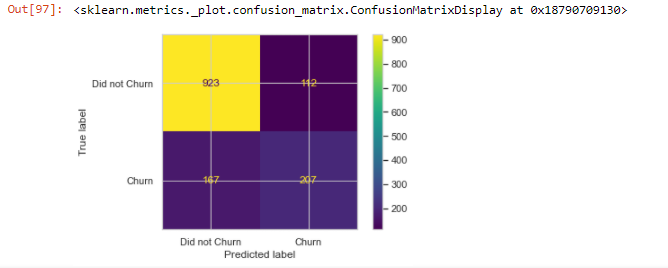 Out[97]: <sklearn.metrics._plot.confusion_matrix.ConfusionMatrixDisplay at 0x18790709130>
900
Did not Churn 923 112
800
700
600
True label
500
400
Churn 167 207
300
200
Did not Churn Churn
Predicted label